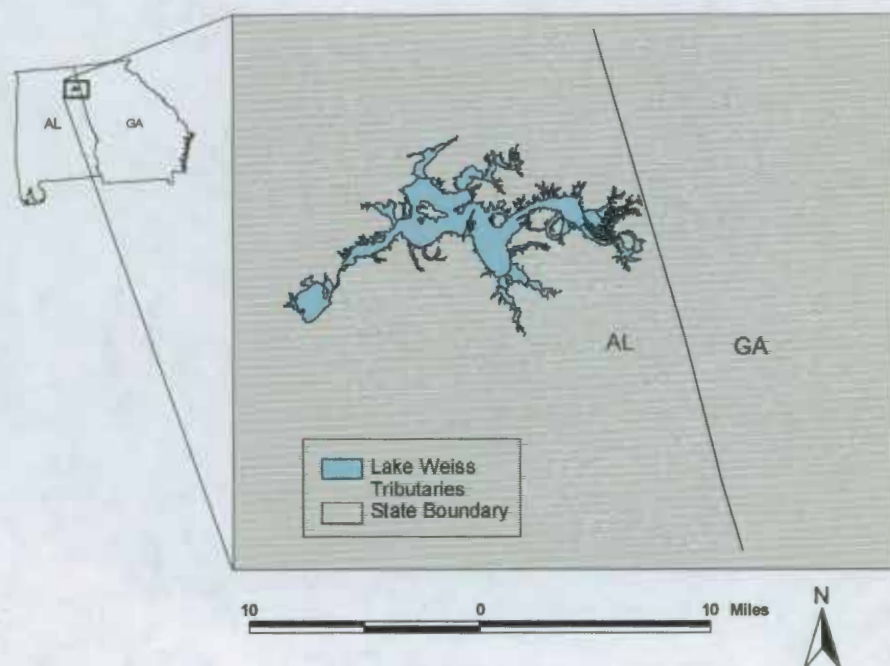 AL
GA
AL
GA
Lake Weiss
Tributaries
State Boundary
10 0 10 Miles
N